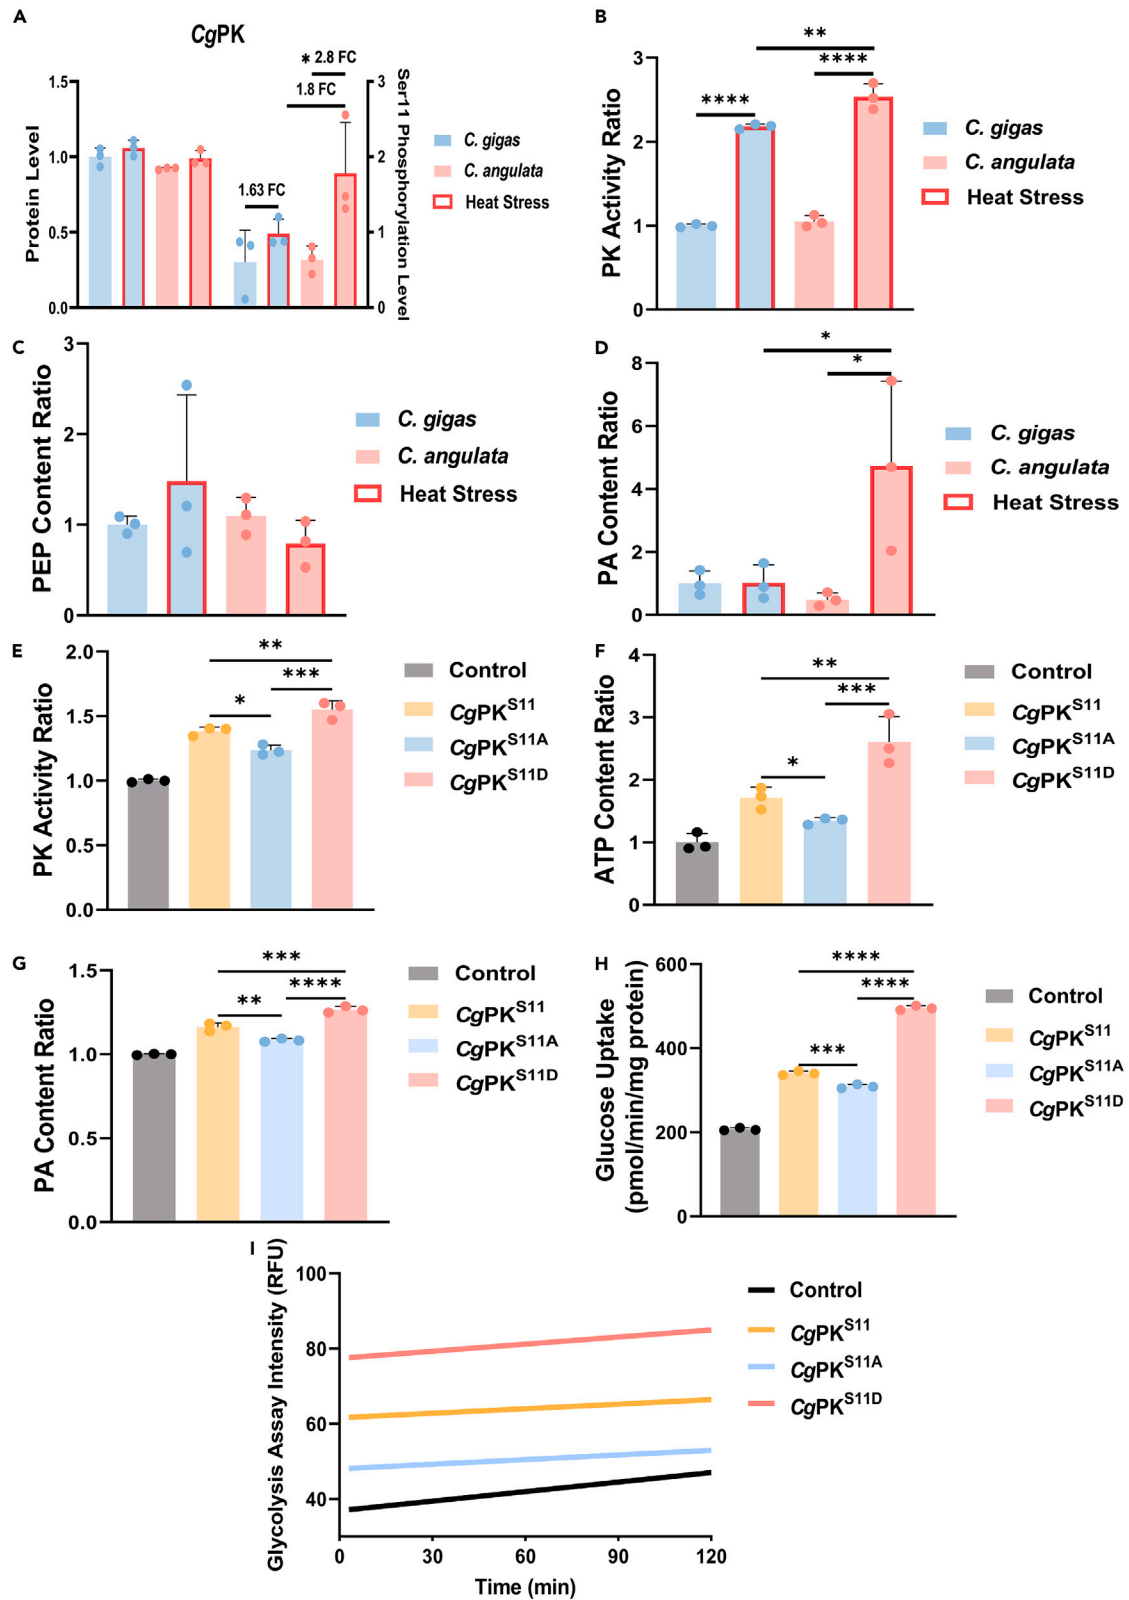 A
CgPK
* 2.8 FC
1.8 FC
1.63 FC
1.5
1.0
0.5
0.0
3
2
1
0
Protein Level
Ser11 Phosphorylation Level
C. gigas
C. angulata
Heat Stress
B
**
****
****
3
2
1
0
PK Activity Ratio
C. gigas
C. angulata
Heat Stress
C
3
2
1
0
PEP Content Ratio
C. gigas
C. angulata
Heat Stress
D
*
*
8
6
4
2
0
PA Content Ratio
C. gigas
C. angulata
Heat Stress
E
**
***
*
2.0
1.5
1.0
0.5
0.0
PK Activity Ratio
Control
CgPKS11
CgPKS11A
CgPKS11D
F
**
***
*
4
3
2
1
0
ATP Content Ratio
Control
CgPKS11
CgPKS11A
CgPKS11D
G
***
****
**
1.5
1.0
0.5
0.0
PA Content Ratio
Control
CgPKS11
CgPKS11A
CgPKS11D
H
****
****
***
600
400
200
0
Glucose Uptake
(pmol/min/mg protein)
Control
CgPKS11
CgPKS11A
CgPKS11D
I
100
80
60
40
Glycolysis Assay Intensity (RFU)
0
30
60
90
120
Time (min)
Control
CgPKS11
CgPKS11A
CgPKS11D